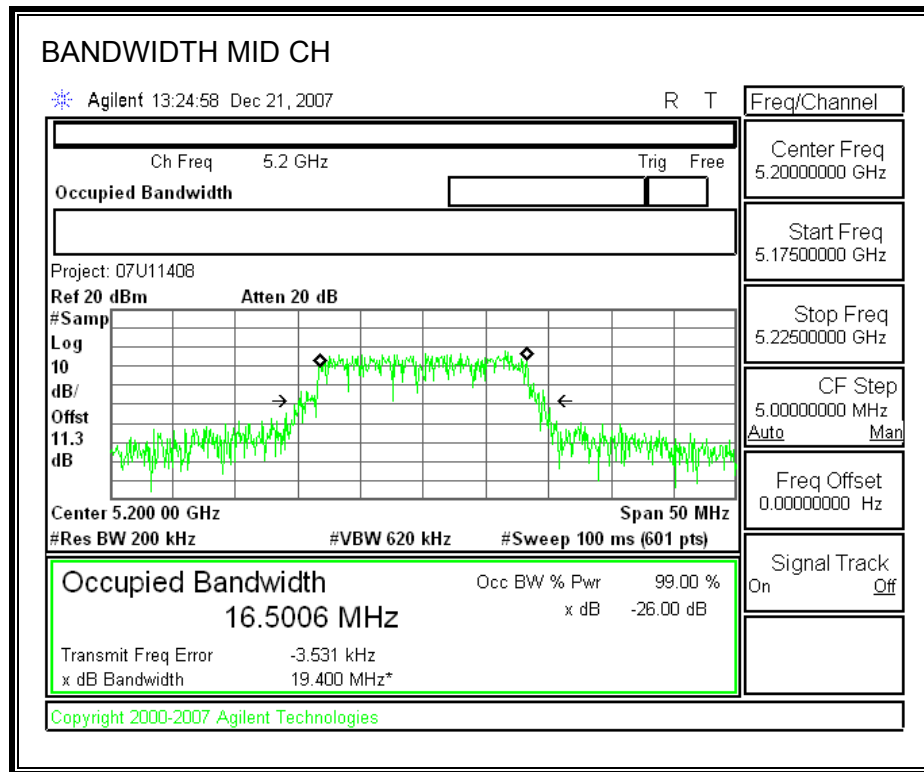 BANDWIDTH MID CH
Agilent 13:24:58 Dec 21, 2007 R T
Freq/Channel
Ch Freq 5.2 GHz Trig Free
Occupied Bandwidth
Center Freq
5.20000000 GHz
Start Freq
5.17500000 GHz
Stop Freq
5.22500000 GHz
CF Step
5.00000000 MHz
Auto Man
Freq Offset
0.00000000 Hz
Signal Track
On Off
Project: 07U11408
Ref 20 dBm Atten 20 dB
#Samp
Log
10
dB/
Offst
11.3
dB
Center 5.200 00 GHz Span 50 MHz
#Res BW 200 kHz #VBW 620 kHz #Sweep 100 ms (601 pts)
Occupied Bandwidth Occ BW % Pwr 99.00 %
16.5006 MHz x dB -26.00 dB
Transmit Freq Error -3.531 kHz
x dB Bandwidth 19.400 MHz*
Copyright 2000-2007 Agilent Technologies